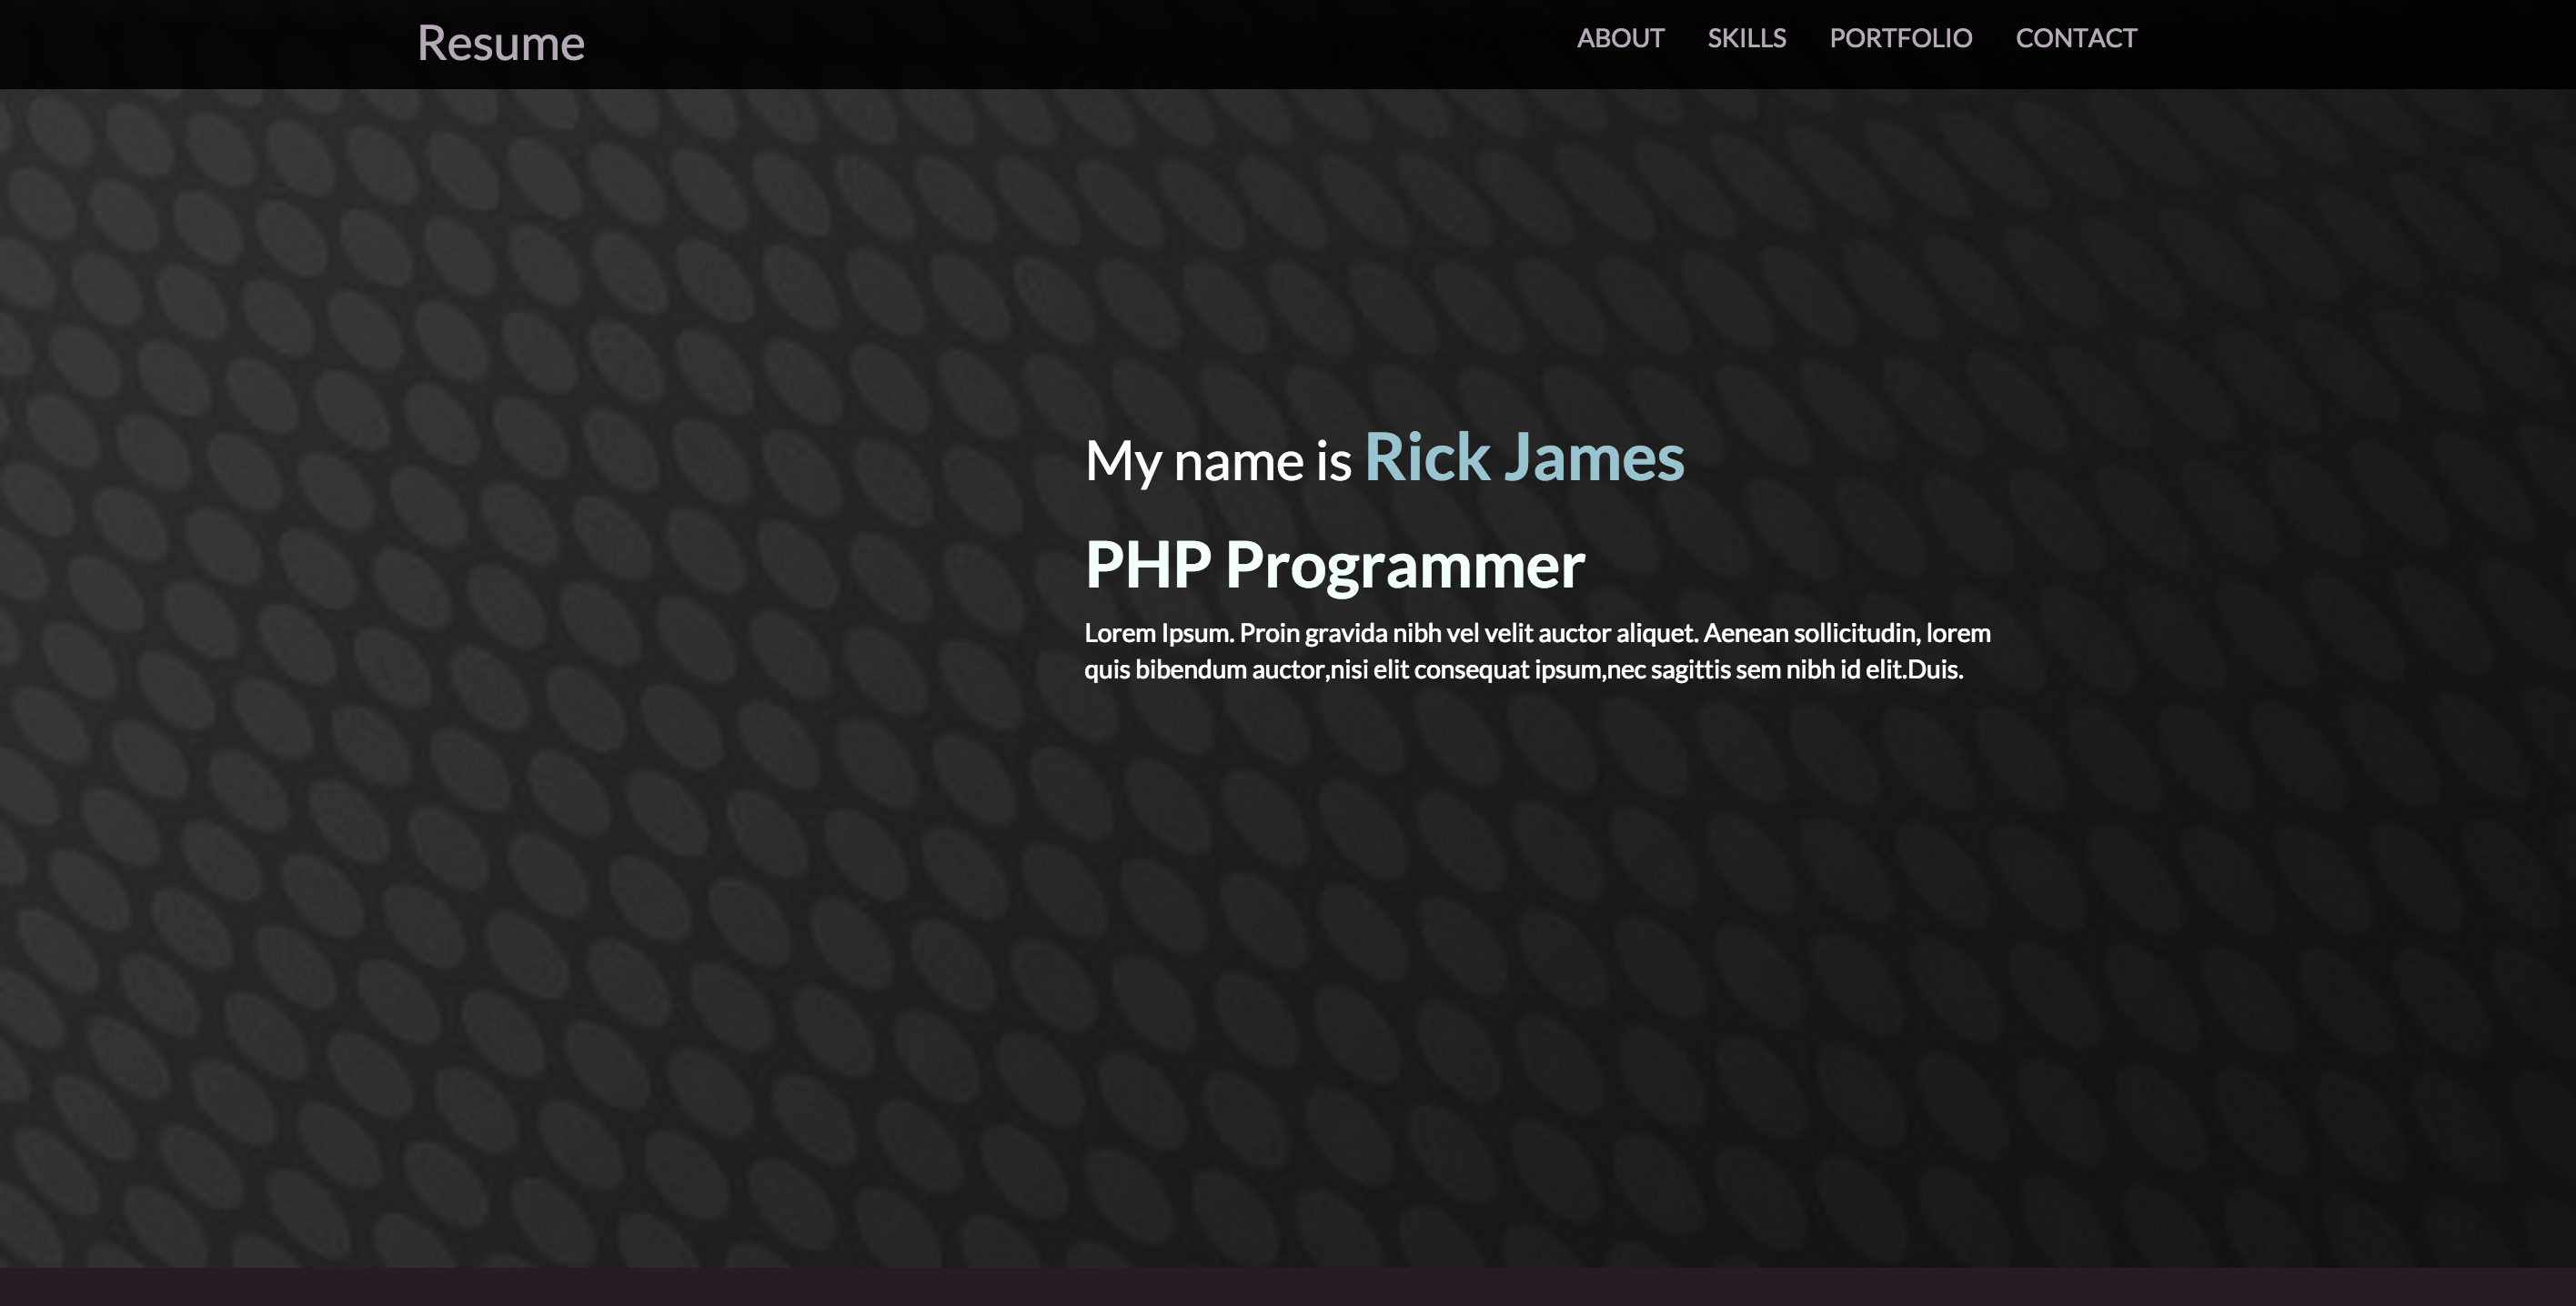 Resume
ABOUT SKILLS PORTFOLIO CONTACT
My name is Rick James
PHP Programmer
Lorem Ipsum. Proin gravida nibh vel velit auctor aliquet. Aenean sollicitudin, lorem
quis bibendum auctor,nisi elit consequat ipsum,nec sagittis sem nibh id elit.Duis.